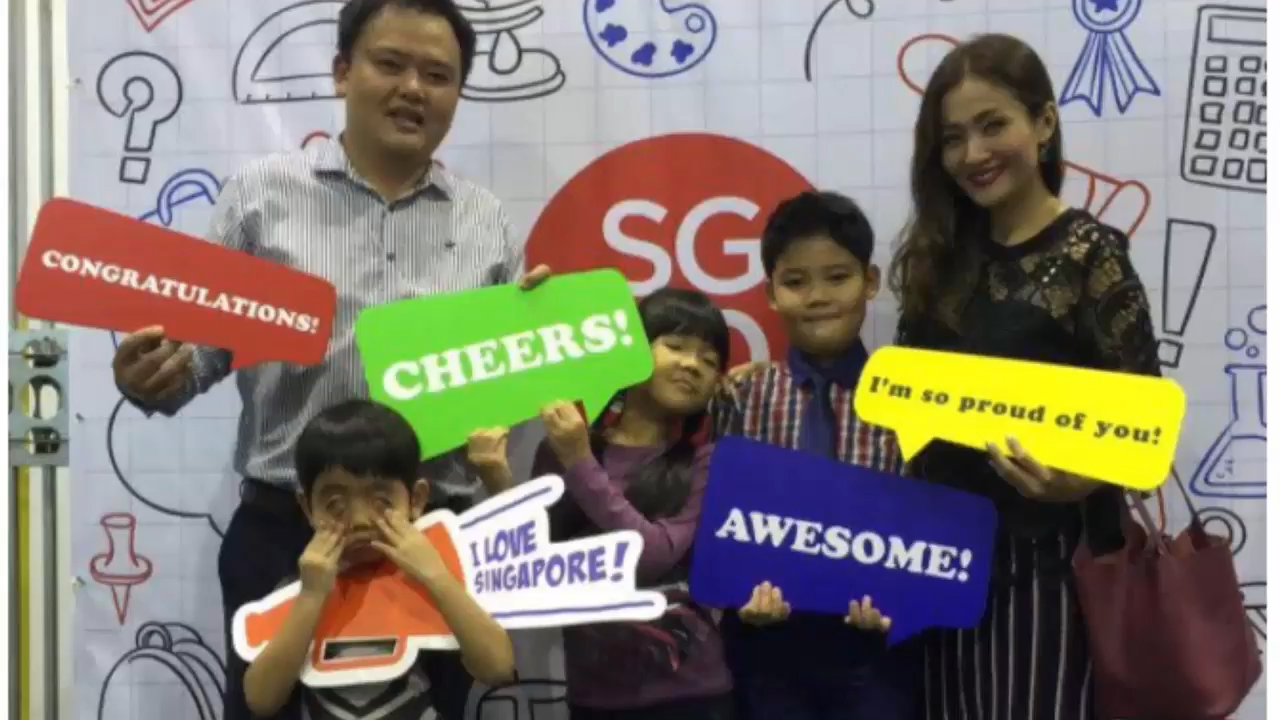 SG
CONGRATULATIONS!
CHEERS!
I'm so proud of you!
AWESOME!
I LOVE
SINGAPORE!